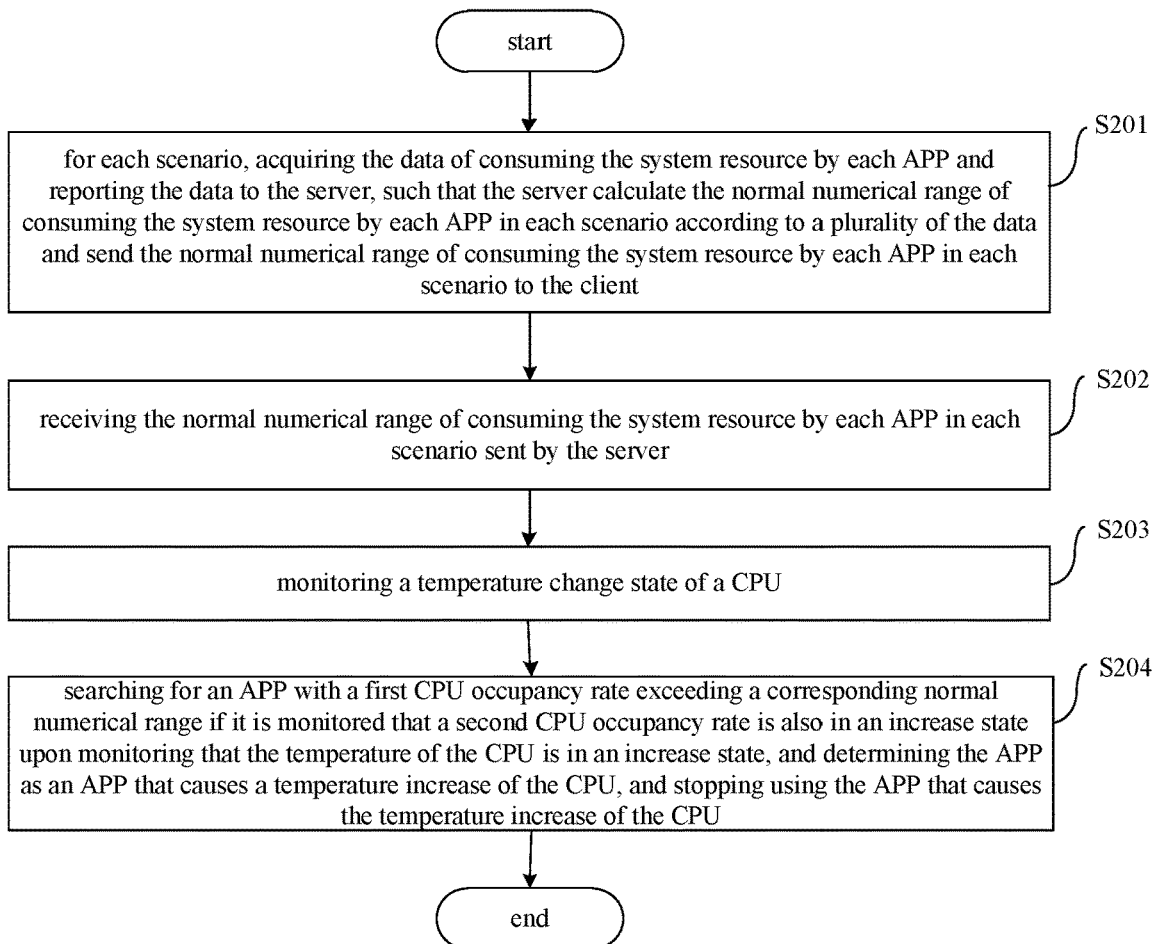 start
S201
for each scenario, acquiring the data of consuming the system resource by each APP and
reporting the data to the server, such that the server calculate the normal numerical range of
consuming the system resource by each APP in each scenario according to a plurality of the data
and send the normal numerical range of consuming the system resource by each APP in each
scenario to the client
S202
receiving the normal numerical range of consuming the system resource by each APP in each
scenario sent by the server
S203
monitoring a temperature change state of a CPU
S204
searching for an APP with a first CPU occupancy rate exceeding a corresponding normal
numerical range if it is monitored that a second CPU occupancy rate is also in an increase state
upon monitoring that the temperature of the CPU is in an increase state, and determining the APP
as an APP that causes a temperature increase of the CPU, and stopping using the APP that causes
the temperature increase of the CPU
end